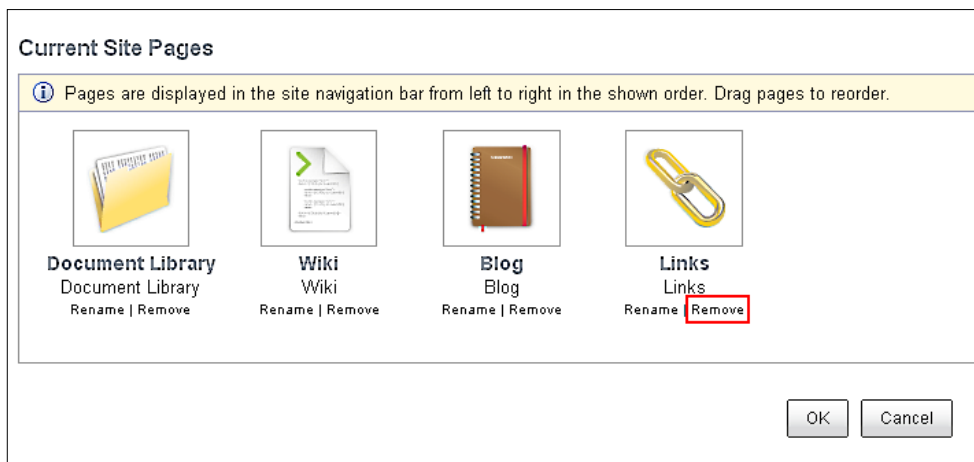 Current Site Pages
Pages are displayed in the site navigation bar from left to right in the shown order. Drag pages to reorder.
Document Library Wiki Blog Links
Document Library Wiki Blog Links
Rename | Remove Rename | Remove Rename | Remove Rename | Remove
OK Cancel